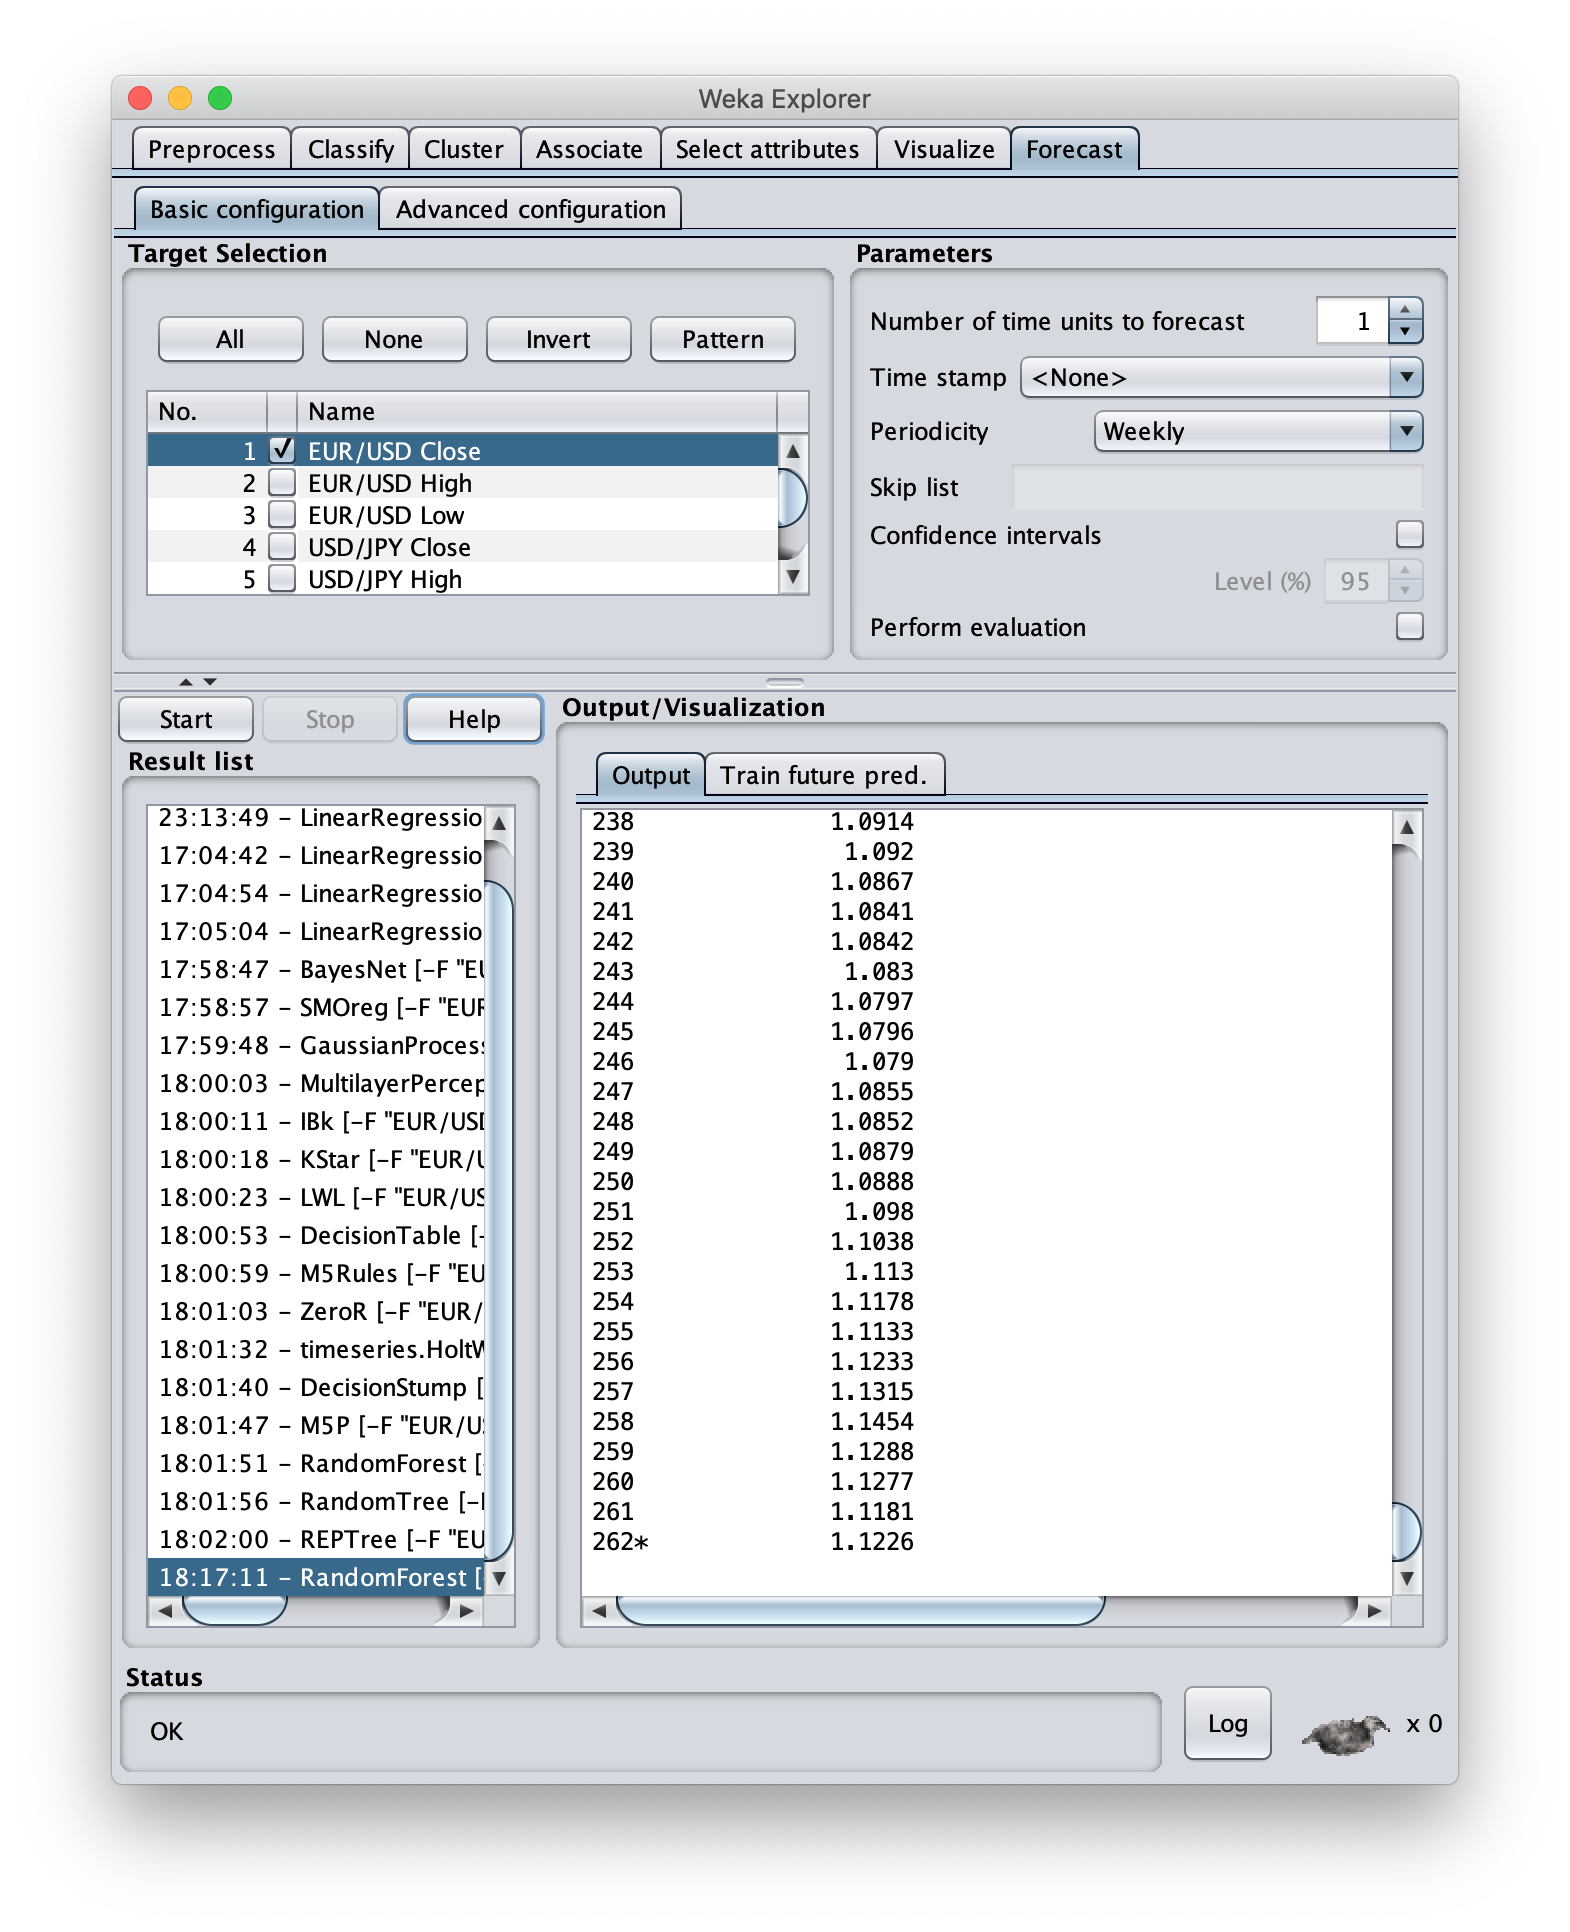 Weka Explorer
Preprocess Classify Cluster Associate Select attributes Visualize Forecast
Basic configuration Advanced configuration
Target Selection
All None Invert Pattern
No. Name
1 EUR/USD Close
2 EUR/USD High
3 EUR/USD Low
4 USD/JPY Close
5 USD/JPY High
Parameters
Number of time units to forecast 1
Time stamp <None>
Periodicity Weekly
Skip list
Confidence intervals
Level (%) 95
Perform evaluation
Start Stop Help
Result list
23:13:49 – LinearRegressio
17:04:42 – LinearRegressio
17:04:54 – LinearRegressio
17:05:04 – LinearRegressio
17:58:47 – BayesNet [–F "EU
17:58:57 – SMOreg [–F "EUR
17:59:48 – GaussianProcess
18:00:03 – MultilayerPercep
18:00:11 – IBk [–F "EUR/USD
18:00:18 – KStar [–F "EUR/U
18:00:23 – LWL [–F "EUR/US
18:00:53 – DecisionTable [–
18:00:59 – M5Rules [–F "EU
18:01:03 – ZeroR [–F "EUR/
18:01:32 – timeseries.HoltW
18:01:40 – DecisionStump [
18:01:47 – M5P [–F "EUR/US
18:01:51 – RandomForest [–
18:01:56 – RandomTree [–F
18:02:00 – REPTree [–F "EU
18:17:11 – RandomForest [
Output/Visualization
Output Train future pred.
238 1.0914
239 1.092
240 1.0867
241 1.0841
242 1.0842
243 1.083
244 1.0797
245 1.0796
246 1.079
247 1.0855
248 1.0852
249 1.0879
250 1.0888
251 1.098
252 1.1038
253 1.113
254 1.1178
255 1.1133
256 1.1233
257 1.1315
258 1.1454
259 1.1288
260 1.1277
261 1.1181
262* 1.1226
Status
OK
Log
x 0